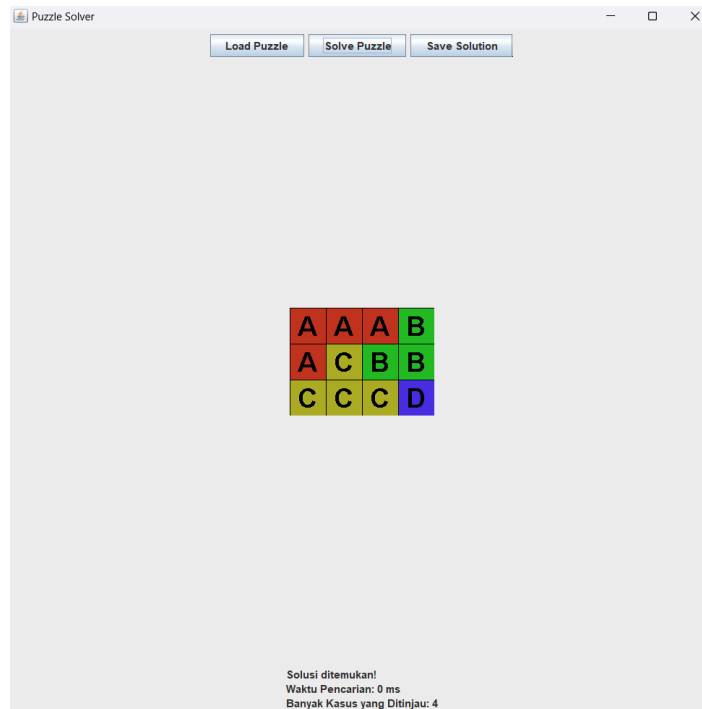 Puzzle Solver
Load Puzzle Solve Puzzle Save Solution
A A A B
A C B B
C C C D
Solusi ditemukan!
Waktu Pencarian: 0 ms
Banyak Kasus yang Ditinjau: 4